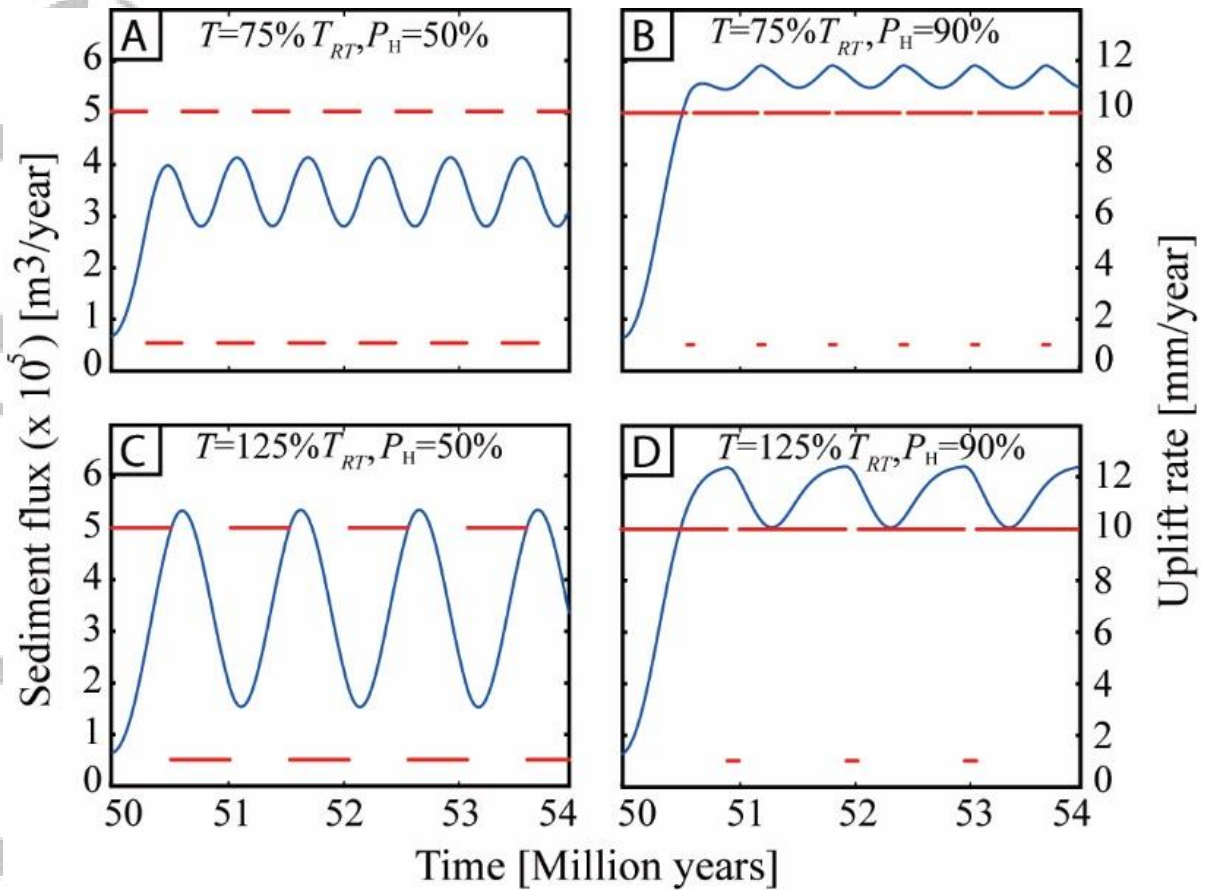 A
T=75% T_RT, P_H=50%
B
T=75% T_RT, P_H=90%
6
5
4
3
2
1
0
12
10
8
6
4
2
0
C
T=125% T_RT, P_H=50%
D
T=125% T_RT, P_H=90%
6
5
4
3
2
1
0
12
10
8
6
4
2
0
50 51 52 53 54
50 51 52 53 54
Sediment flux (x 10^5) [m3/year]
Uplift rate [mm/year]
Time [Million years]